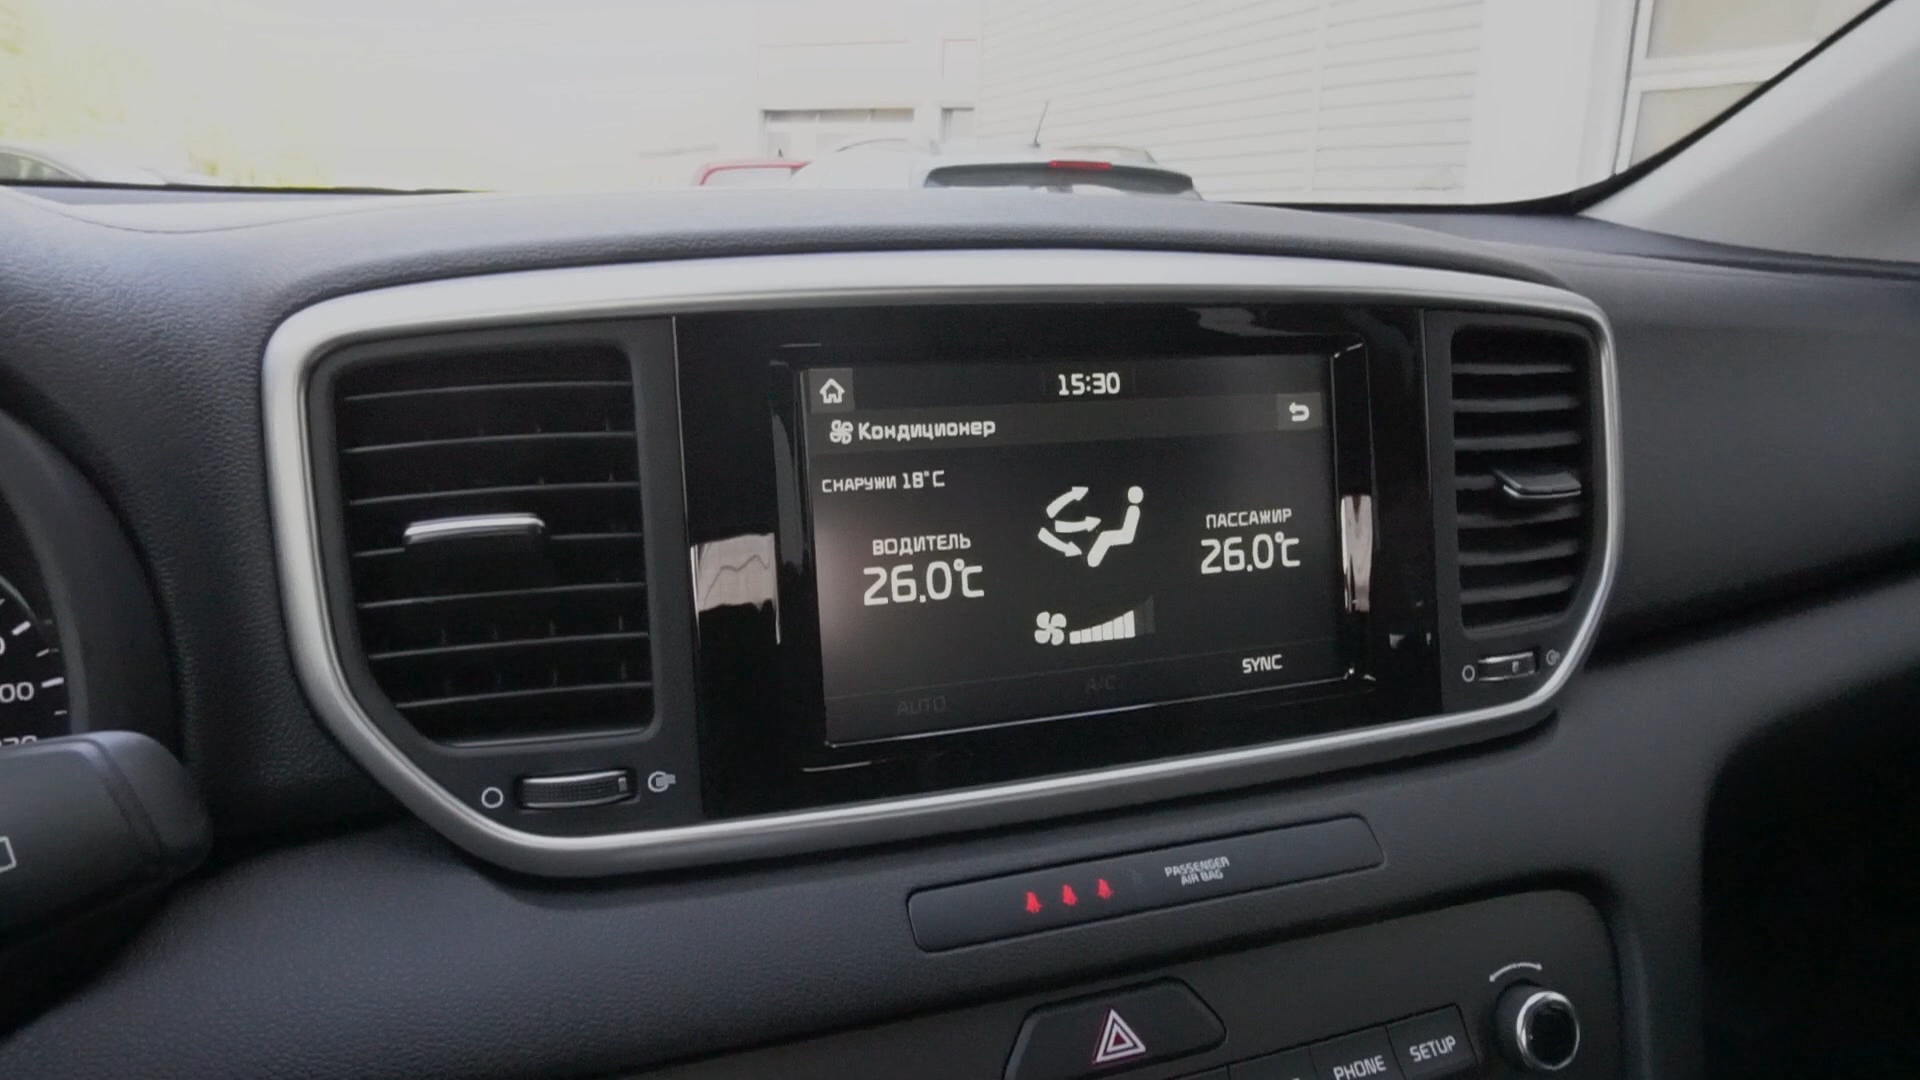 15:30
Кондиционер
СНАРУЖИ 18°C
ВОДИТЕЛЬ
26.0℃
ПАССАЖИР
26.0℃
SYNC
A/C
AUTO
PASSENGER
AIR BAG
PHONE
SETUP